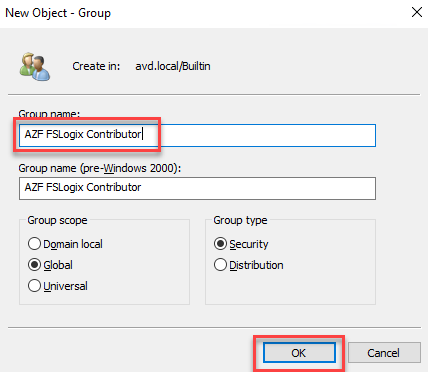 New Object - Group
Create in: avd.local/Builtin
Group name:
AZF FSLogix Contributor
Group name (pre-Windows 2000):
AZF FSLogix Contributor
Group scope
Domain local
Global
Universal
Group type
Security
Distribution
OK
Cancel